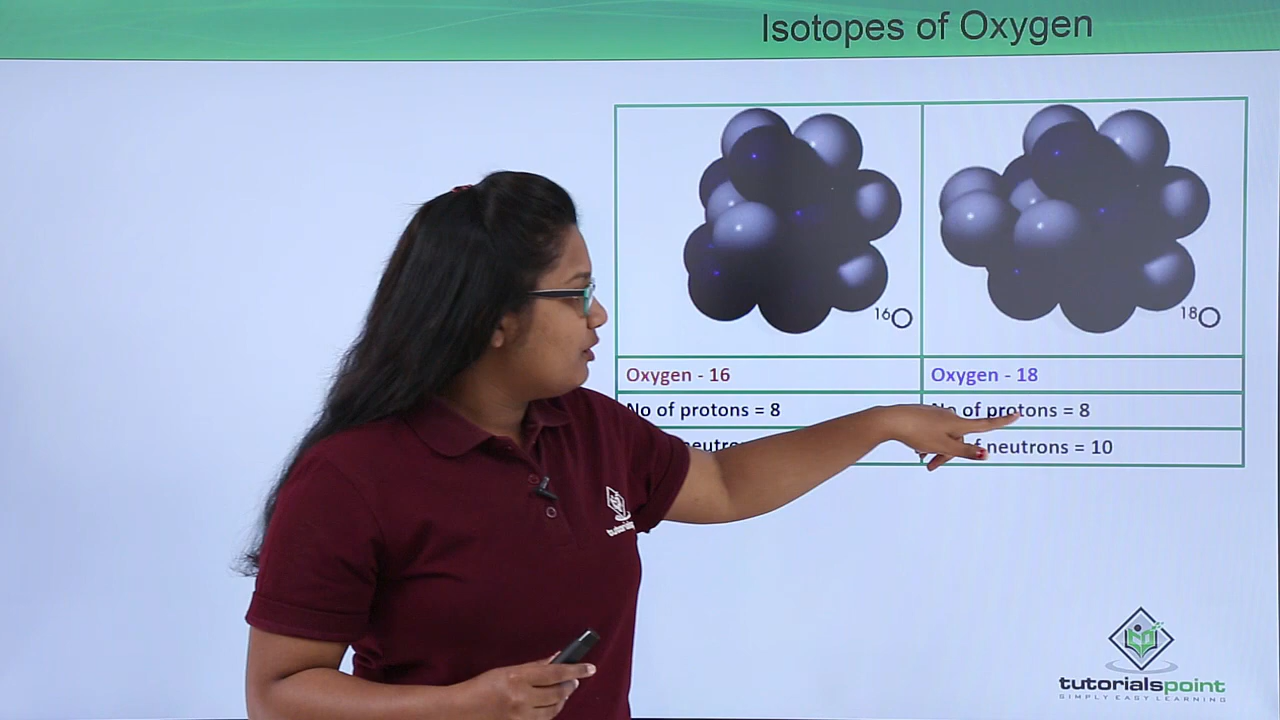 Isotopes of Oxygen
16O
18O
Oxygen - 16
Oxygen - 18
No of protons = 8
No of protons = 8
of neutrons = 10
tutorialspoint
SIMPLY EASY LEARNING